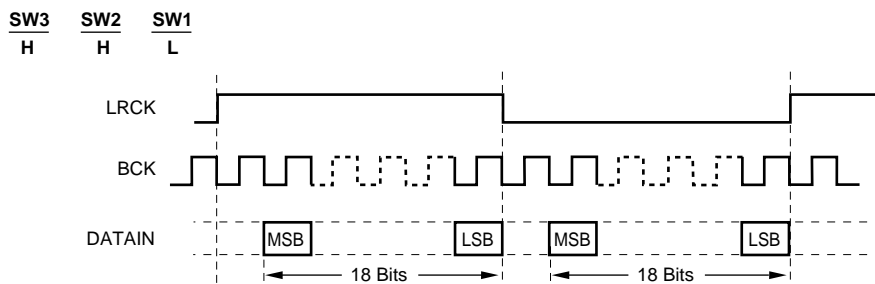 SW3 SW2 SW1
H H L
LRCK
BCK
DATAIN MSB LSB MSB LSB
18 Bits 18 Bits